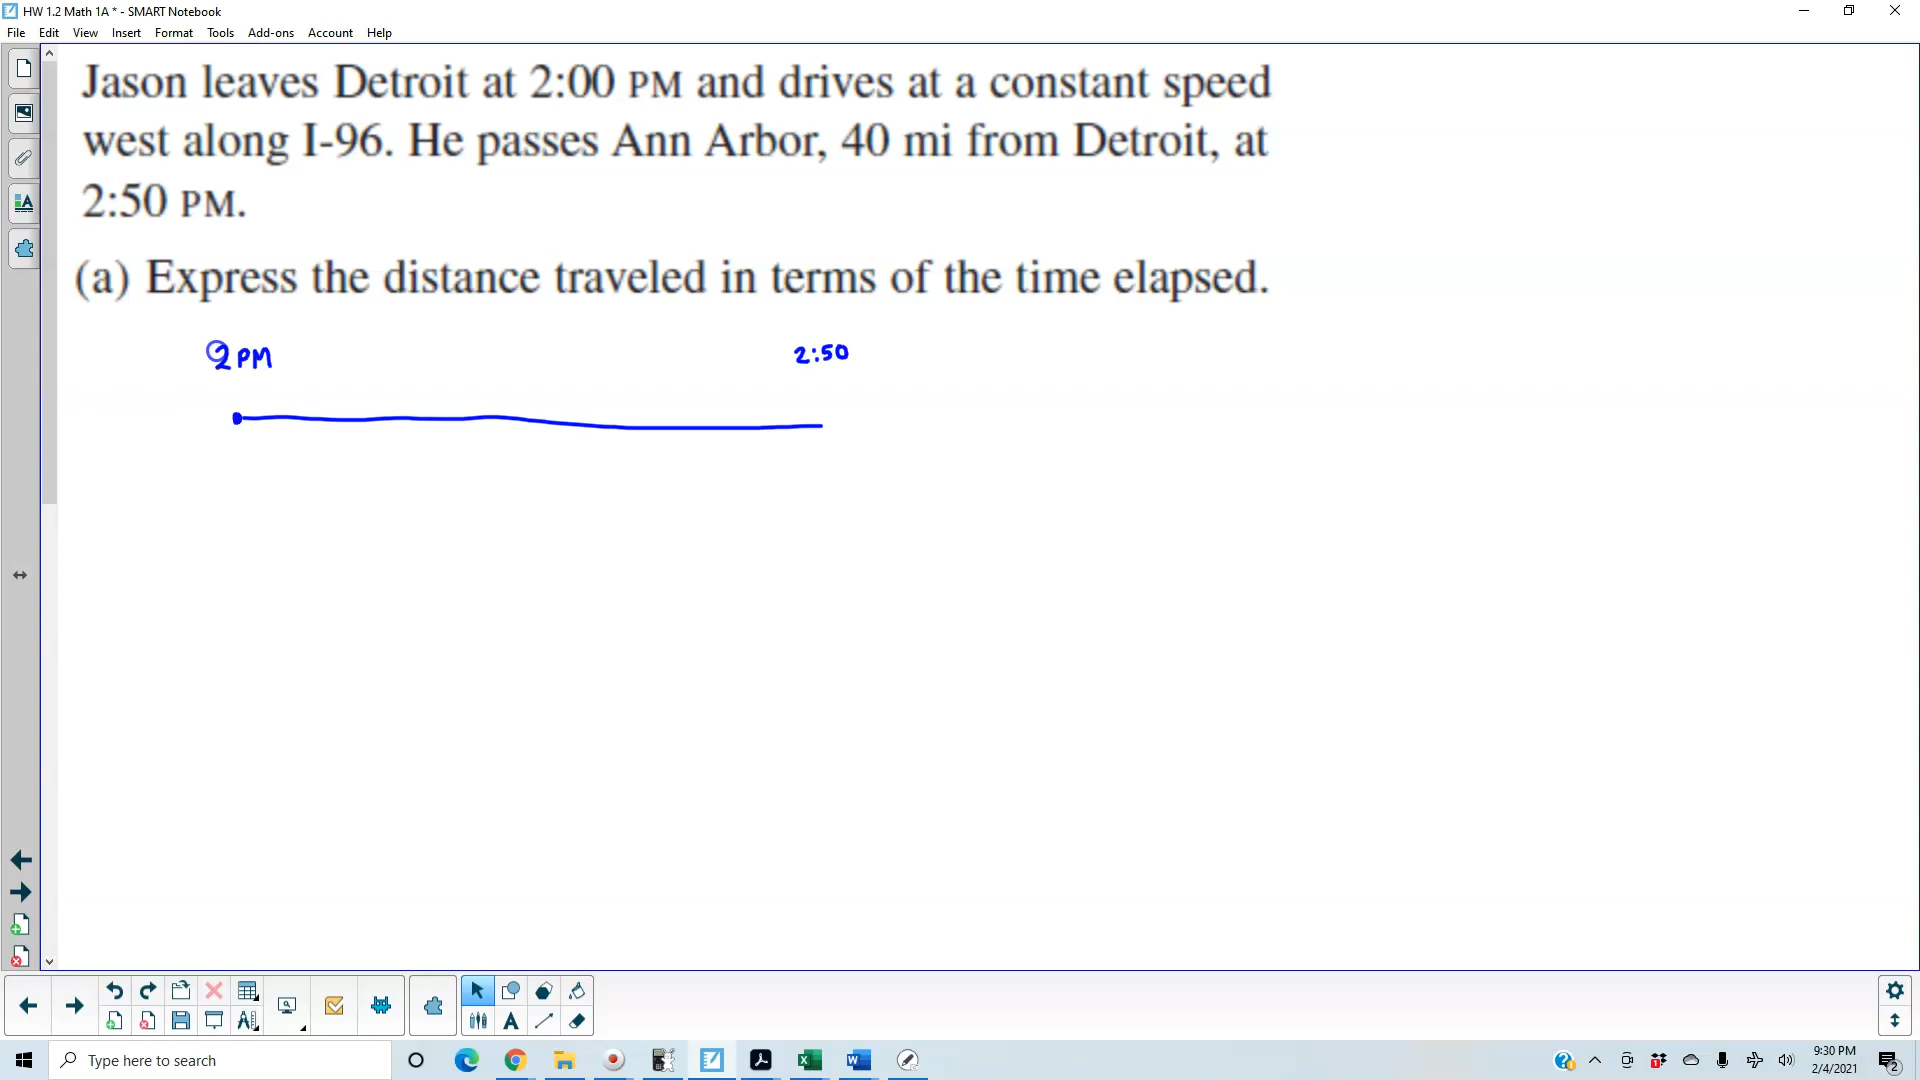 HW 1.2 Math 1A * - SMART Notebook
File Edit View Insert Format Tools Add-ons Account Help
Jason leaves Detroit at 2:00 PM and drives at a constant speed
west along I-96. He passes Ann Arbor, 40 mi from Detroit, at
2:50 PM.
(a) Express the distance traveled in terms of the time elapsed.
2 PM 2:50
Type here to search
9:30 PM
2/4/2021